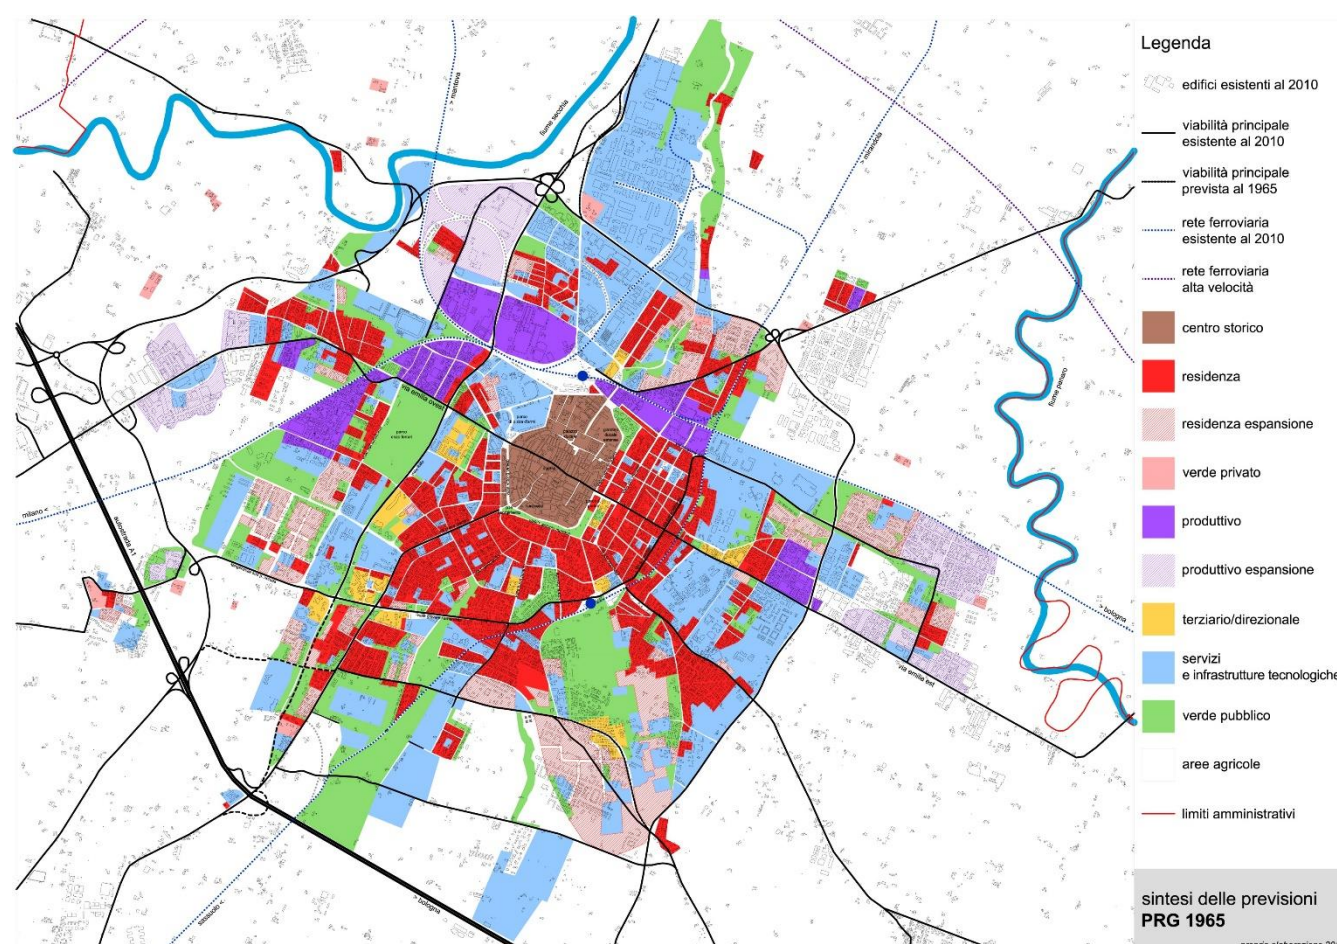 Legenda
edifici esistenti al 2010
viabilità principale
esistente al 2010
viabilità principale
prevista al 1965
rete ferroviaria
esistente al 2010
rete ferroviaria
alta velocità
centro storico
residenza
residenza espansione
verde privato
produttivo
produttivo espansione
terziario/direzionale
servizi
e infrastrutture tecnologiche
verde pubblico
aree agricole
limiti amministrativi
sintesi delle previsioni
PRG 1965
> mantova
fiume secchia
> mirandola
fiume panaro
via emilia ovest
milano <
autostrada A1
> bologna
via emilia est
> bologna
sassuolo <